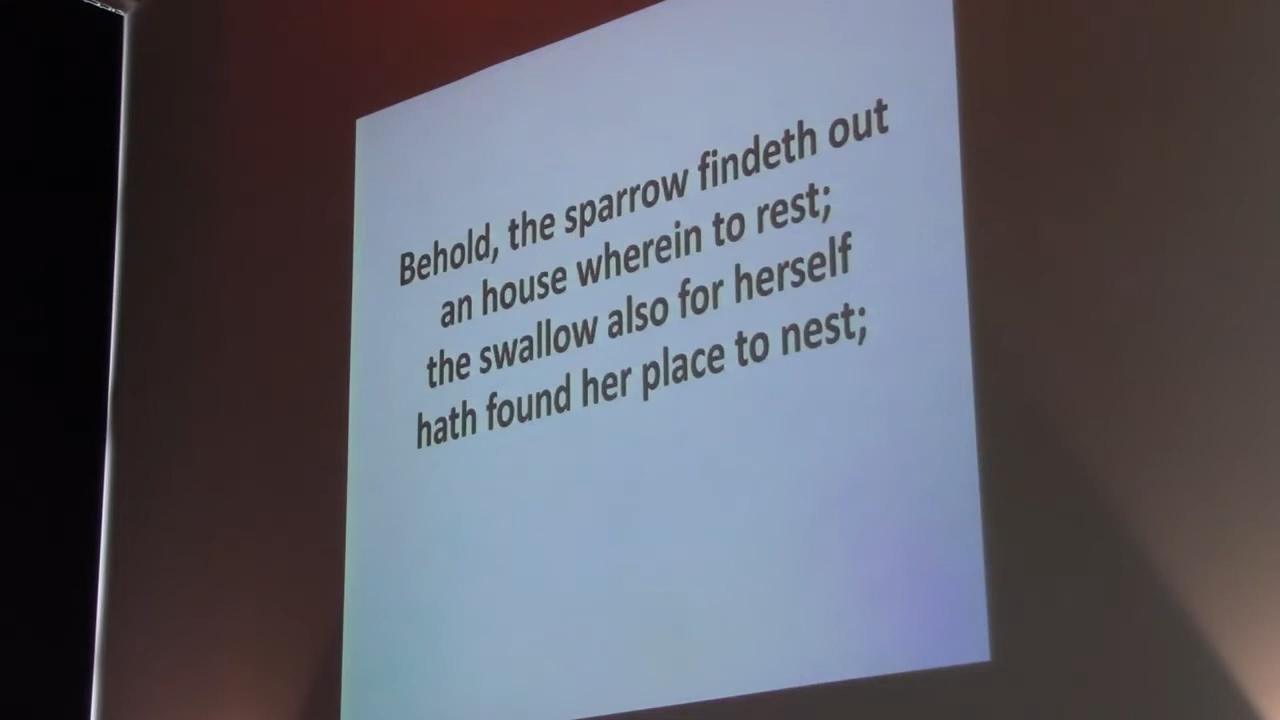 Behold, the sparrow findeth out
an house wherein to rest;
the swallow also for herself
hath found her place to nest;